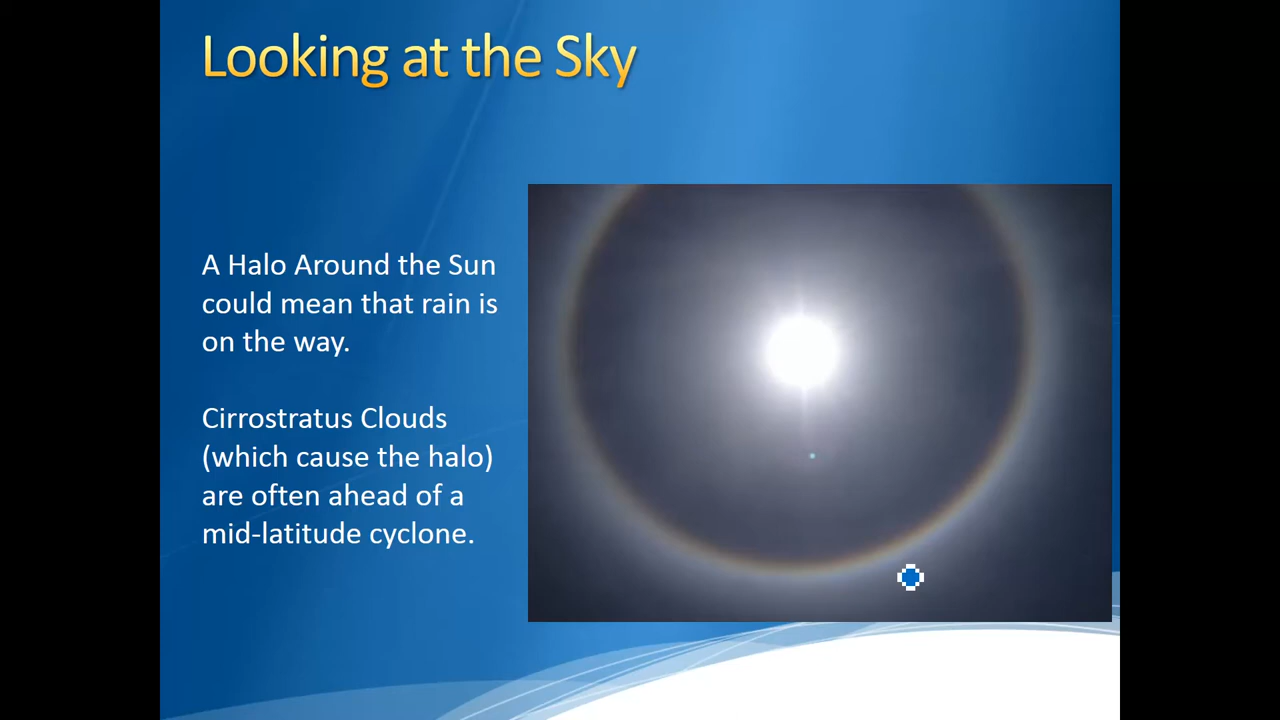 Looking at the Sky
A Halo Around the Sun
could mean that rain is
on the way.
Cirrostratus Clouds
(which cause the halo)
are often ahead of a
mid-latitude cyclone.